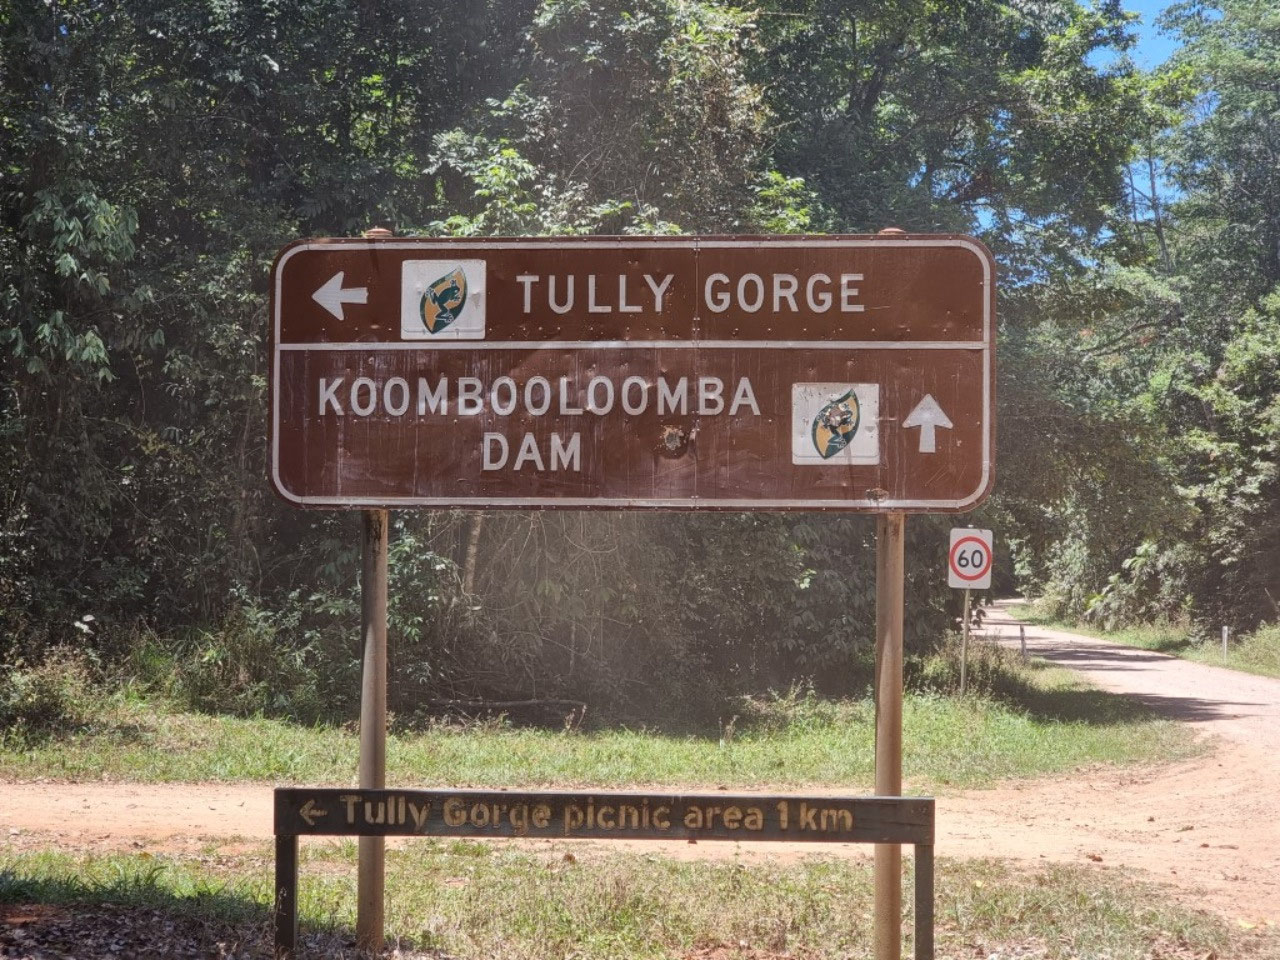 TULLY GORGE
KOOMBOOLOOMBA
DAM
60
← Tully Gorge picnic area 1 km